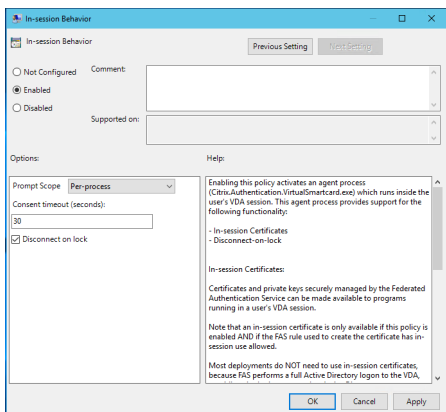 In-session Behavior
In-session Behavior
Previous Setting
Next Setting
Not Configured
Comment:
Enabled
Disabled
Supported on:
Options:
Help:
Prompt Scope
Per-process
Consent timeout (seconds):
30
Disconnect on lock
Enabling this policy activates an agent process
(Citrix.Authentication.VirtualSmartcard.exe) which runs inside the
user's VDA session. This agent process provides support for the
following functionality:
- In-session Certificates
- Disconnect-on-lock
In-session Certificates:
Certificates and private keys securely managed by the Federated
Authentication Service can be made available to programs
running in a user's VDA session.
Note that an in-session certificate is only available if this policy is
enabled AND if the FAS rule used to create the certificate has in-
session use allowed.
Most deployments do NOT need to use in-session certificates,
because FAS performs a full Active Directory logon to the VDA,
OK
Cancel
Apply